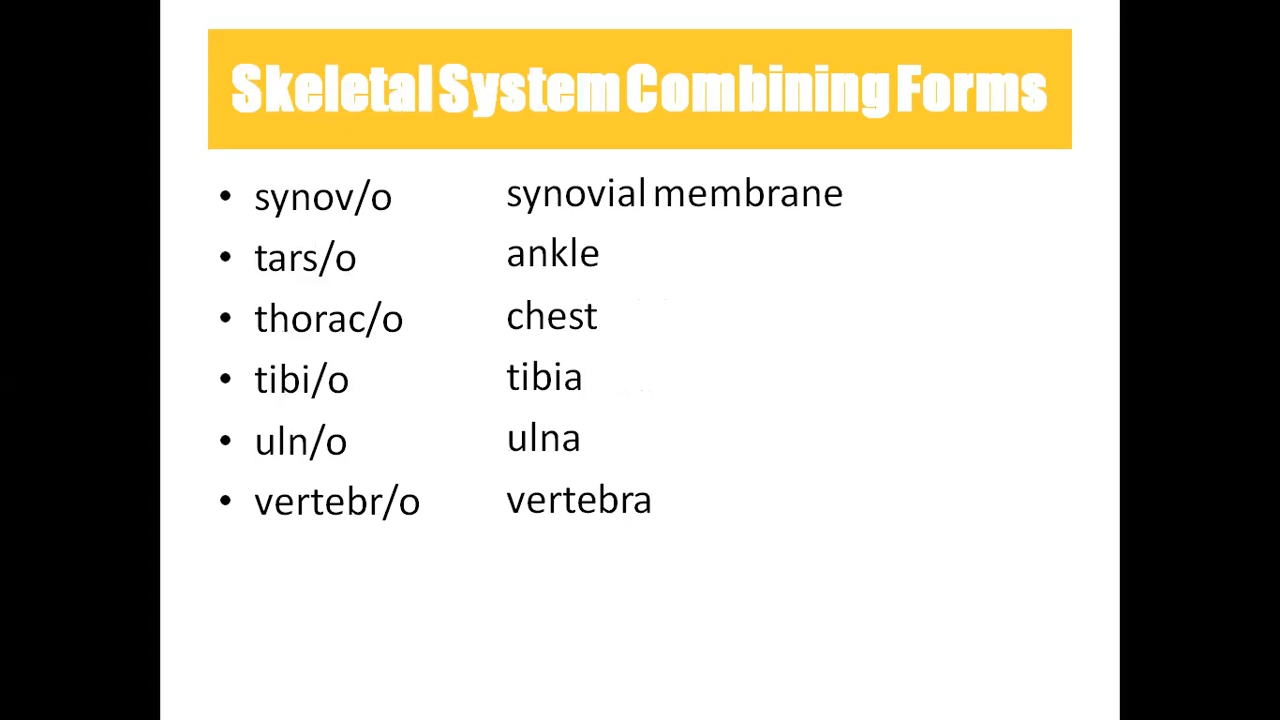 Skeletal System Combining Forms
• synov/o synovial membrane
• tars/o ankle
• thorac/o chest
• tibi/o tibia
• uln/o ulna
• vertebr/o vertebra